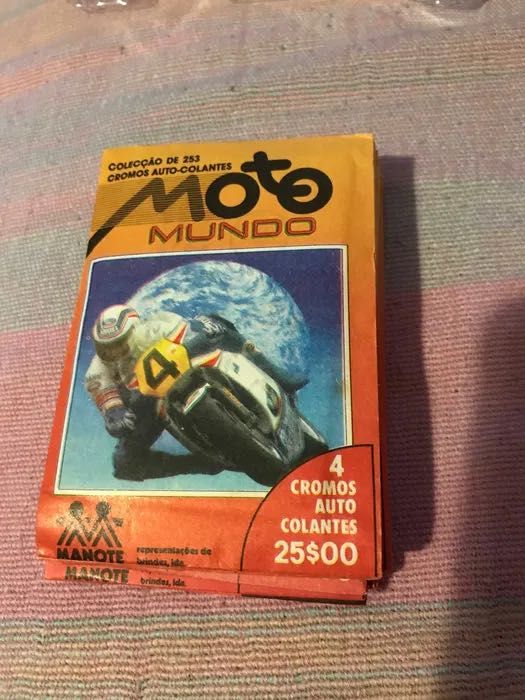 COLECÇÃO DE 253
CROMOS AUTO-COLANTES
MOTO
MUNDO
4
4
CROMOS
AUTO
COLANTES
25$00
MANOTE
representações de
brindes, lda.
MANOTE
brindes, lda.